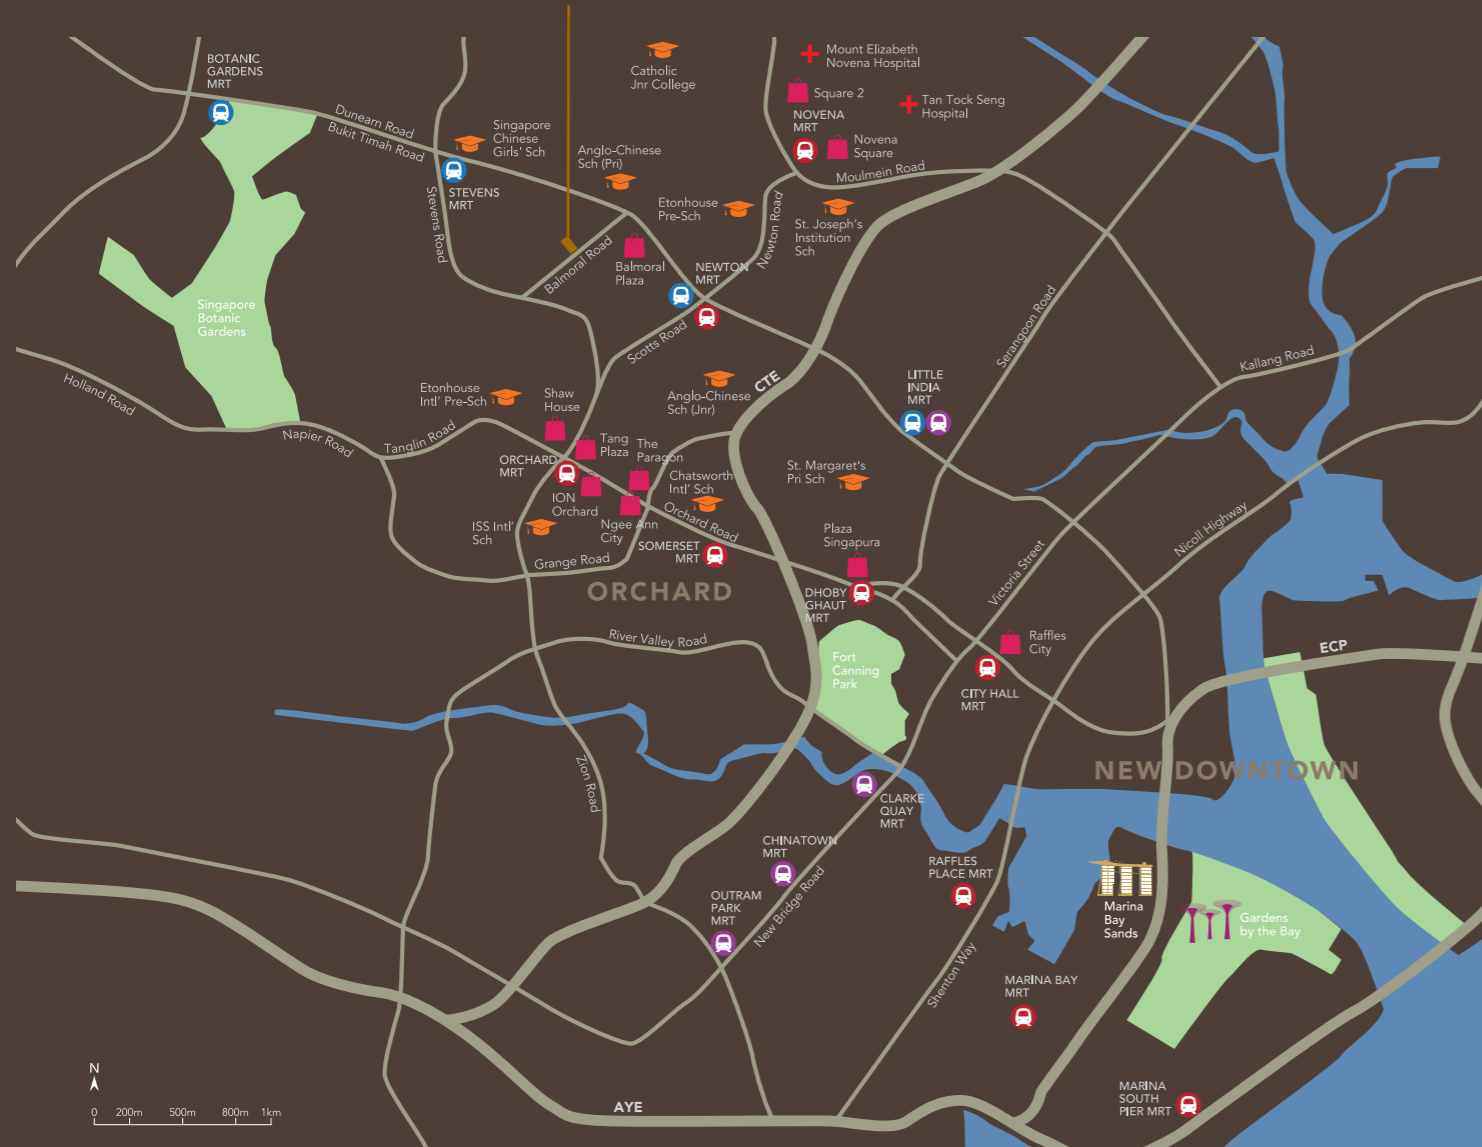 BOTANIC
GARDENS
MRT
Catholic
Jnr College
Mount Elizabeth
Novena Hospital
Square 2
Tan Tock Seng
Hospital
NOVENA
MRT
Novena
Square
Dunearn Road
Bukit Timah Road
Singapore
Chinese
Girls' Sch
Anglo-Chinese
Sch (Pri)
STEVENS
MRT
Stevens Road
Etonhouse
Pre-Sch
Newton Road
Moulmein Road
St. Joseph's
Institution
Sch
Balmoral Road
Balmoral
Plaza
NEWTON
MRT
Singapore
Botanic
Gardens
Scotts Road
Serangoon Road
Kallang Road
Holland Road
Napier Road
Tanglin Road
Etonhouse
Intl' Pre-Sch
Shaw
House
Anglo-Chinese
Sch (Jnr)
CTE
LITTLE
INDIA
MRT
Tang
Plaza
The
Paragon
ORCHARD
MRT
ION
Orchard
Chatsworth
Intl' Sch
St. Margaret's
Pri Sch
ISS Intl'
Sch
Ngee Ann
City
Orchard Road
Grange Road
SOMERSET
MRT
Plaza
Singapura
Nicoll Highway
Victoria Street
ORCHARD
DHOBY
GHAUT
MRT
River Valley Road
Fort
Canning
Park
Raffles
City
CITY HALL
MRT
ECP
NEW DOWNTOWN
Zion Road
CLARKE
QUAY
MRT
CHINATOWN
MRT
RAFFLES
PLACE MRT
OUTRAM
PARK
MRT
New Bridge Road
Marina
Bay
Sands
Gardens
by the Bay
Shenton Way
MARINA BAY
MRT
N
0 200m 500m 800m 1km
AYE
MARINA
SOUTH
PIER MRT